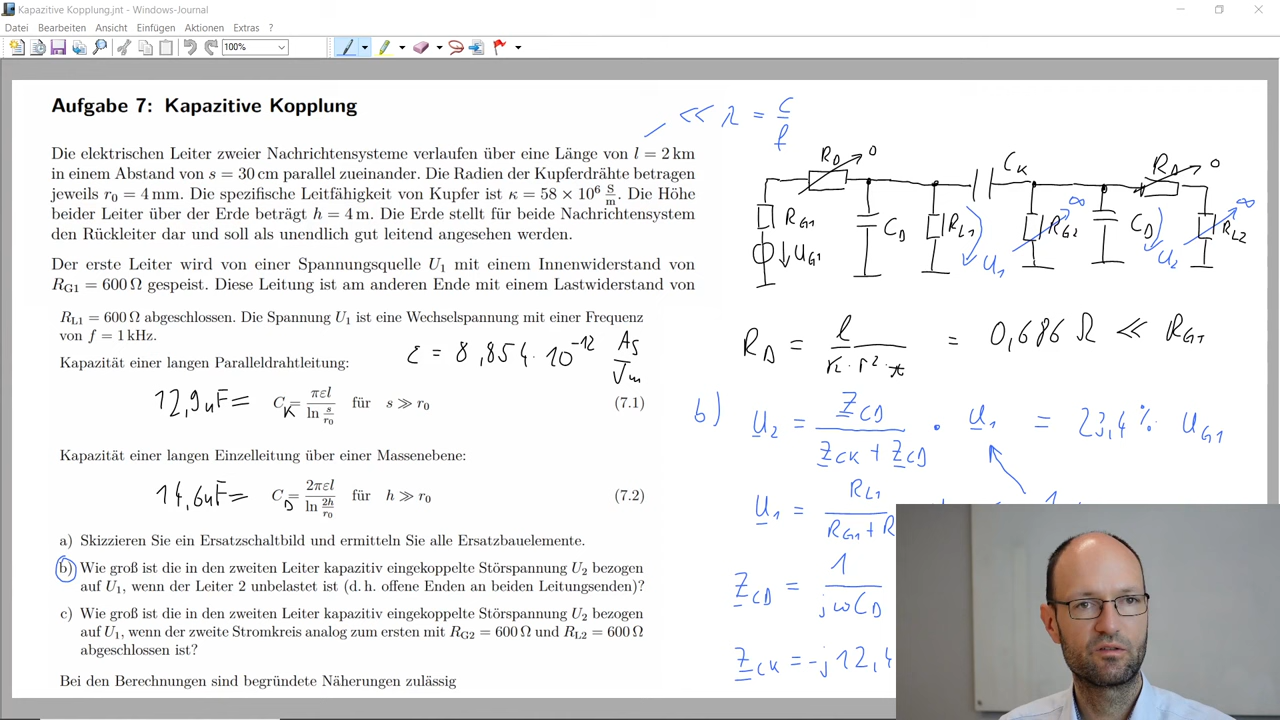 Kapazitive Kopplung.jnt - Windows-Journal
Datei Bearbeiten Ansicht Einfügen Aktionen Extras ?
100%
Aufgabe 7: Kapazitive Kopplung
Die elektrischen Leiter zweier Nachrichtensysteme verlaufen über eine Länge von l = 2 km
in einem Abstand von s = 30 cm parallel zueinander. Die Radien der Kupferdrähte betragen
jeweils r₀ = 4 mm. Die spezifische Leitfähigkeit von Kupfer ist κ = 58 × 10⁶ S/m. Die Höhe
beider Leiter über der Erde beträgt h = 4 m. Die Erde stellt für beide Nachrichtensystem
den Rückleiter dar und soll als unendlich gut leitend angesehen werden.
Der erste Leiter wird von einer Spannungsquelle U₁ mit einem Innenwiderstand von
R_G1 = 600 Ω gespeist. Diese Leitung ist am anderen Ende mit einem Lastwiderstand von
R_L1 = 600 Ω abgeschlossen. Die Spannung U₁ ist eine Wechselspannung mit einer Frequenz
von f = 1 kHz.
ε = 8,854 · 10⁻¹² As/Vm
Kapazität einer langen Paralleldrahtleitung:
12,9 nF = C_K = πεl / ln s/r₀ für s ≫ r₀ (7.1)
Kapazität einer langen Einzelleitung über einer Massenebene:
14,6 nF = C_D = 2πεl / ln 2h/r₀ für h ≫ r₀ (7.2)
a) Skizzieren Sie ein Ersatzschaltbild und ermitteln Sie alle Ersatzbauelemente.
b) Wie groß ist die in den zweiten Leiter kapazitiv eingekoppelte Störspannung U₂ bezogen
auf U₁, wenn der Leiter 2 unbelastet ist (d. h. offene Enden an beiden Leitungsenden)?
c) Wie groß ist die in den zweiten Leiter kapazitiv eingekoppelte Störspannung U₂ bezogen
auf U₁, wenn der zweite Stromkreis analog zum ersten mit R_G2 = 600 Ω und R_L2 = 600 Ω
abgeschlossen ist?
Bei den Berechnungen sind begründete Näherungen zulässig
≪ λ = c/f
R_D 0 C_K R_D 0
R_G1 C_D R_L1 R_G2 ∞ C_D R_L2 ∞
U_G1 U₁ U₂
R_D = l / κ · r² · π = 0,686 Ω ≪ R_G1
b) U₂ = Z_CD / Z_CK + Z_CD · U₁ = 23,4 % U_G1
U₁ = R_L1 / R_G1 + R
Z_CD = 1 / jωC_D
Z_CK = -j12,4